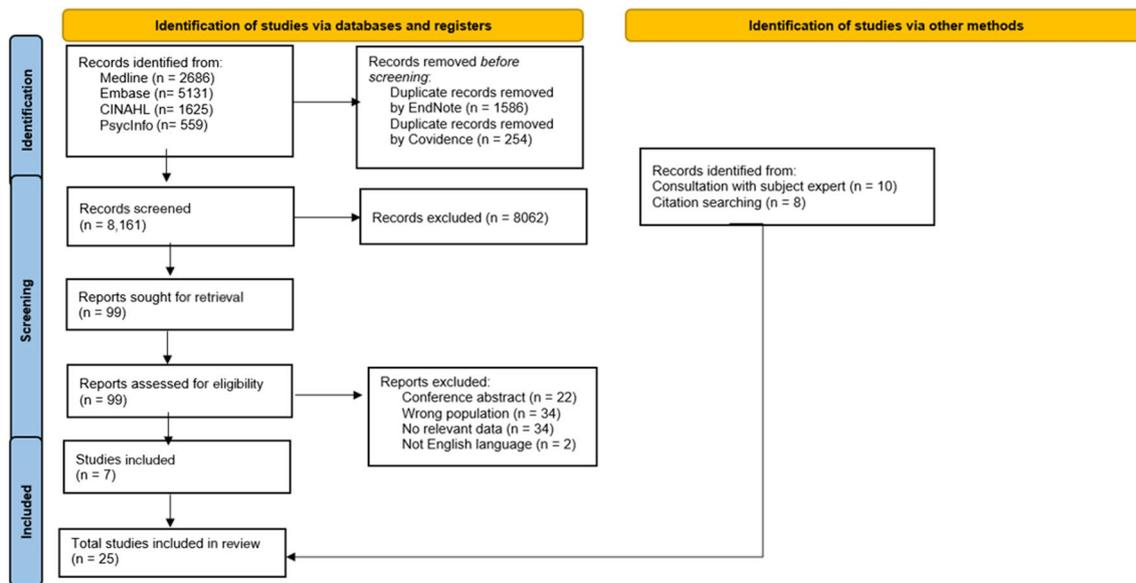 Identification of studies via databases and registers
Identification of studies via other methods
Identification
Records identified from:
Medline (n = 2686)
Embase (n = 5131)
CINAHL (n= 1625)
PsycInfo (n= 559)
Records removed before
screening:
Duplicate records removed
by EndNote (n = 1586)
Duplicate records removed
by Covidence (n = 254)
Records identified from:
Consultation with subject expert (n = 10)
Citation searching (n = 8)
Screening
Records screened
(n = 8,161)
Records excluded (n = 8062)
Reports sought for retrieval
(n = 99)
Reports assessed for eligibility
(n = 99)
Reports excluded:
Conference abstract (n = 22)
Wrong population (n = 34)
No relevant data (n = 34)
Not English language (n = 2)
Included
Studies included
(n = 7)
Total studies included in review
(n = 25)